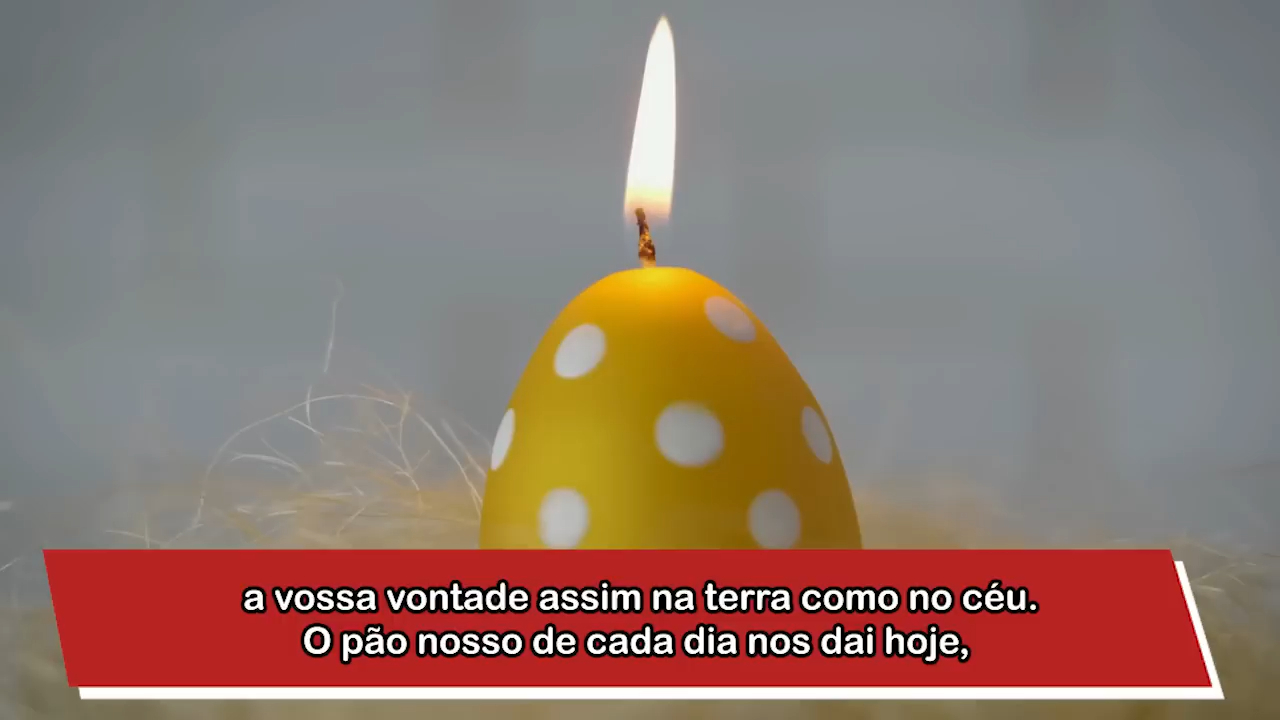 a vossa vontade assim na terra como no céu.
O pão nosso de cada dia nos dai hoje,